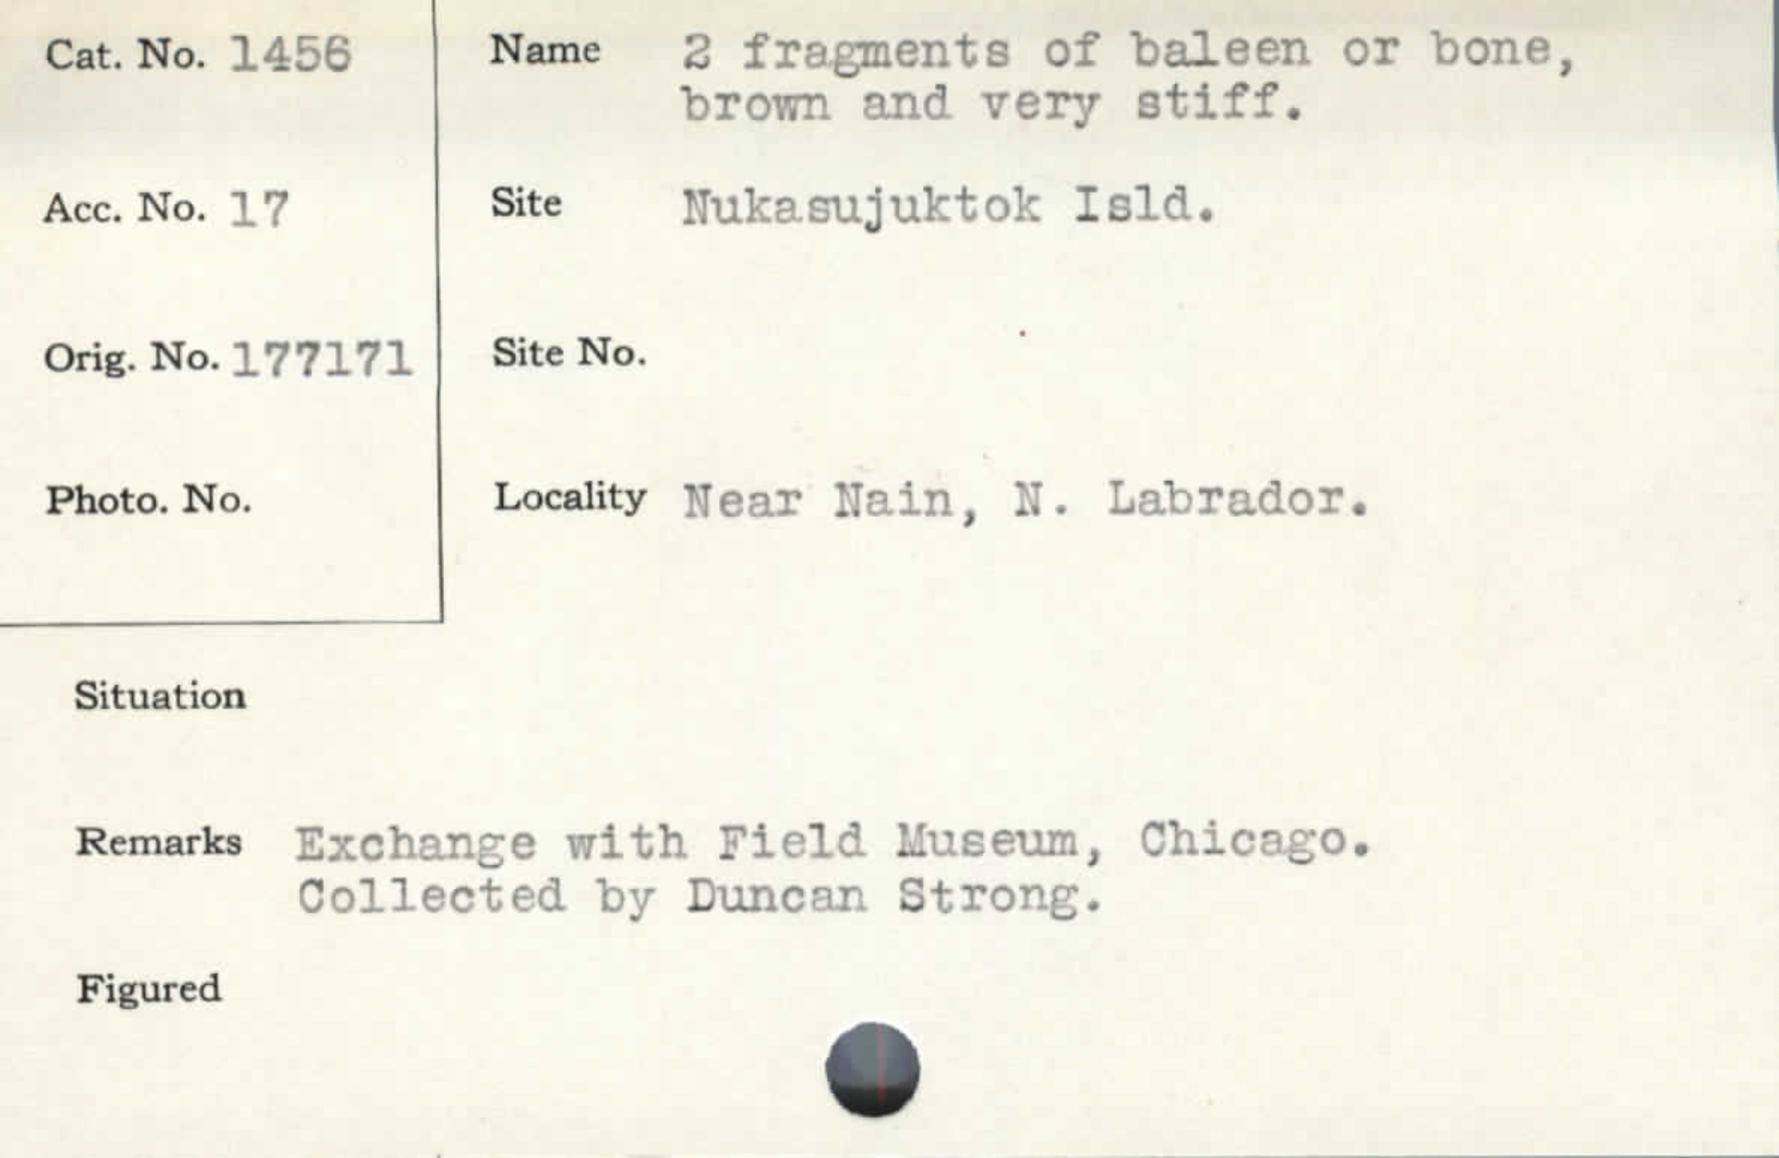 Cat. No. 1456
Name 2 fragments of baleen or bone,
brown and very stiff.
Acc. No. 17
Site Nukasujuktok Isld.
Orig. No. 177171
Site No.
Photo. No.
Locality Near Nain, N. Labrador.
Situation
Remarks Exchange with Field Museum, Chicago.
Collected by Duncan Strong.
Figured